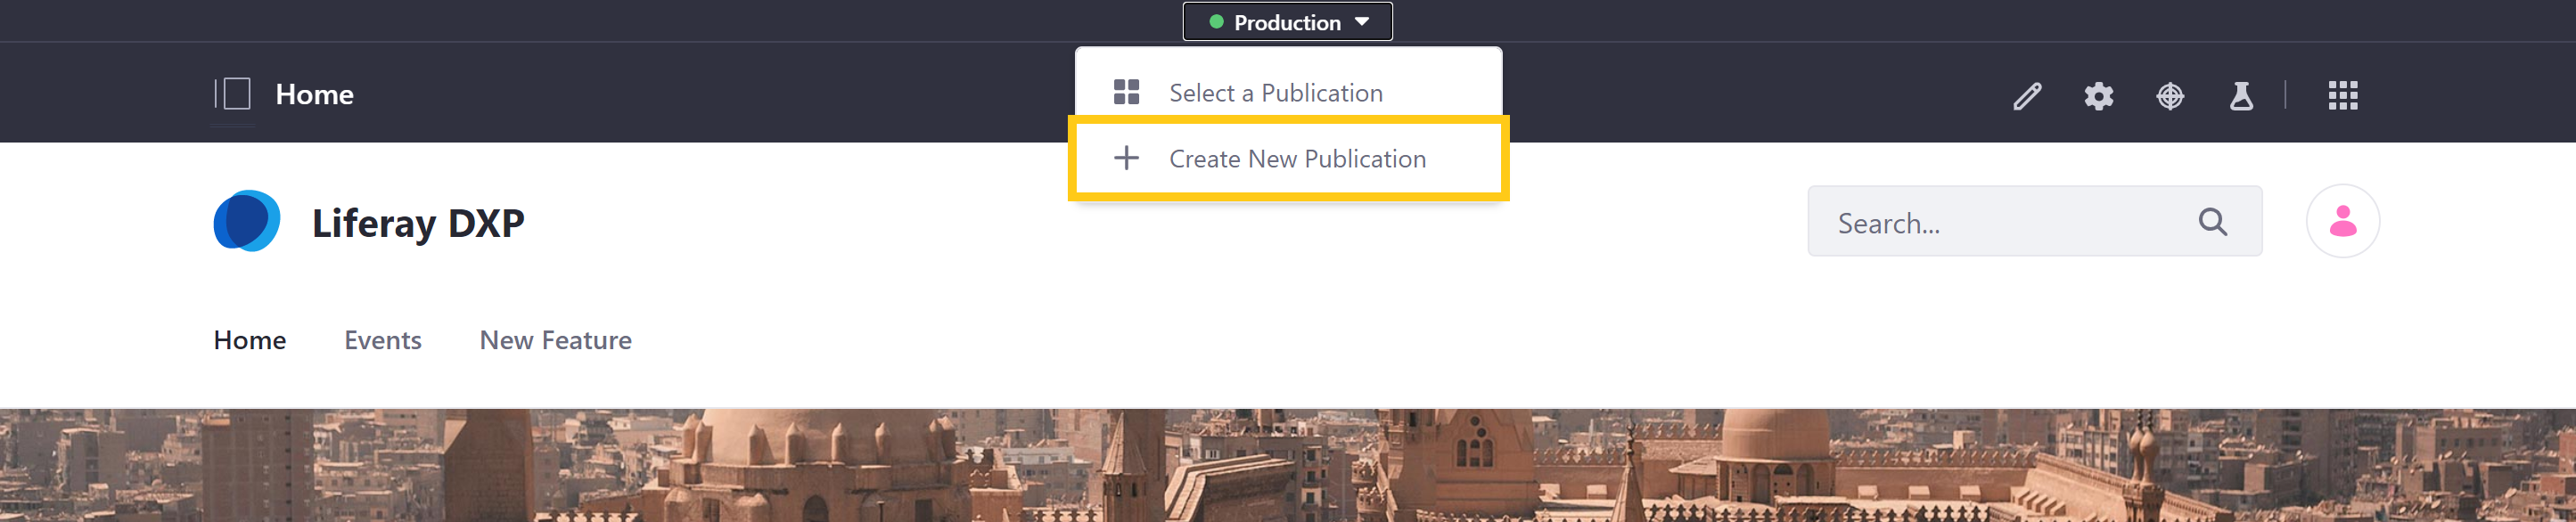 Production
Home
Select a Publication
Create New Publication
Liferay DXP
Search...
Home Events New Feature